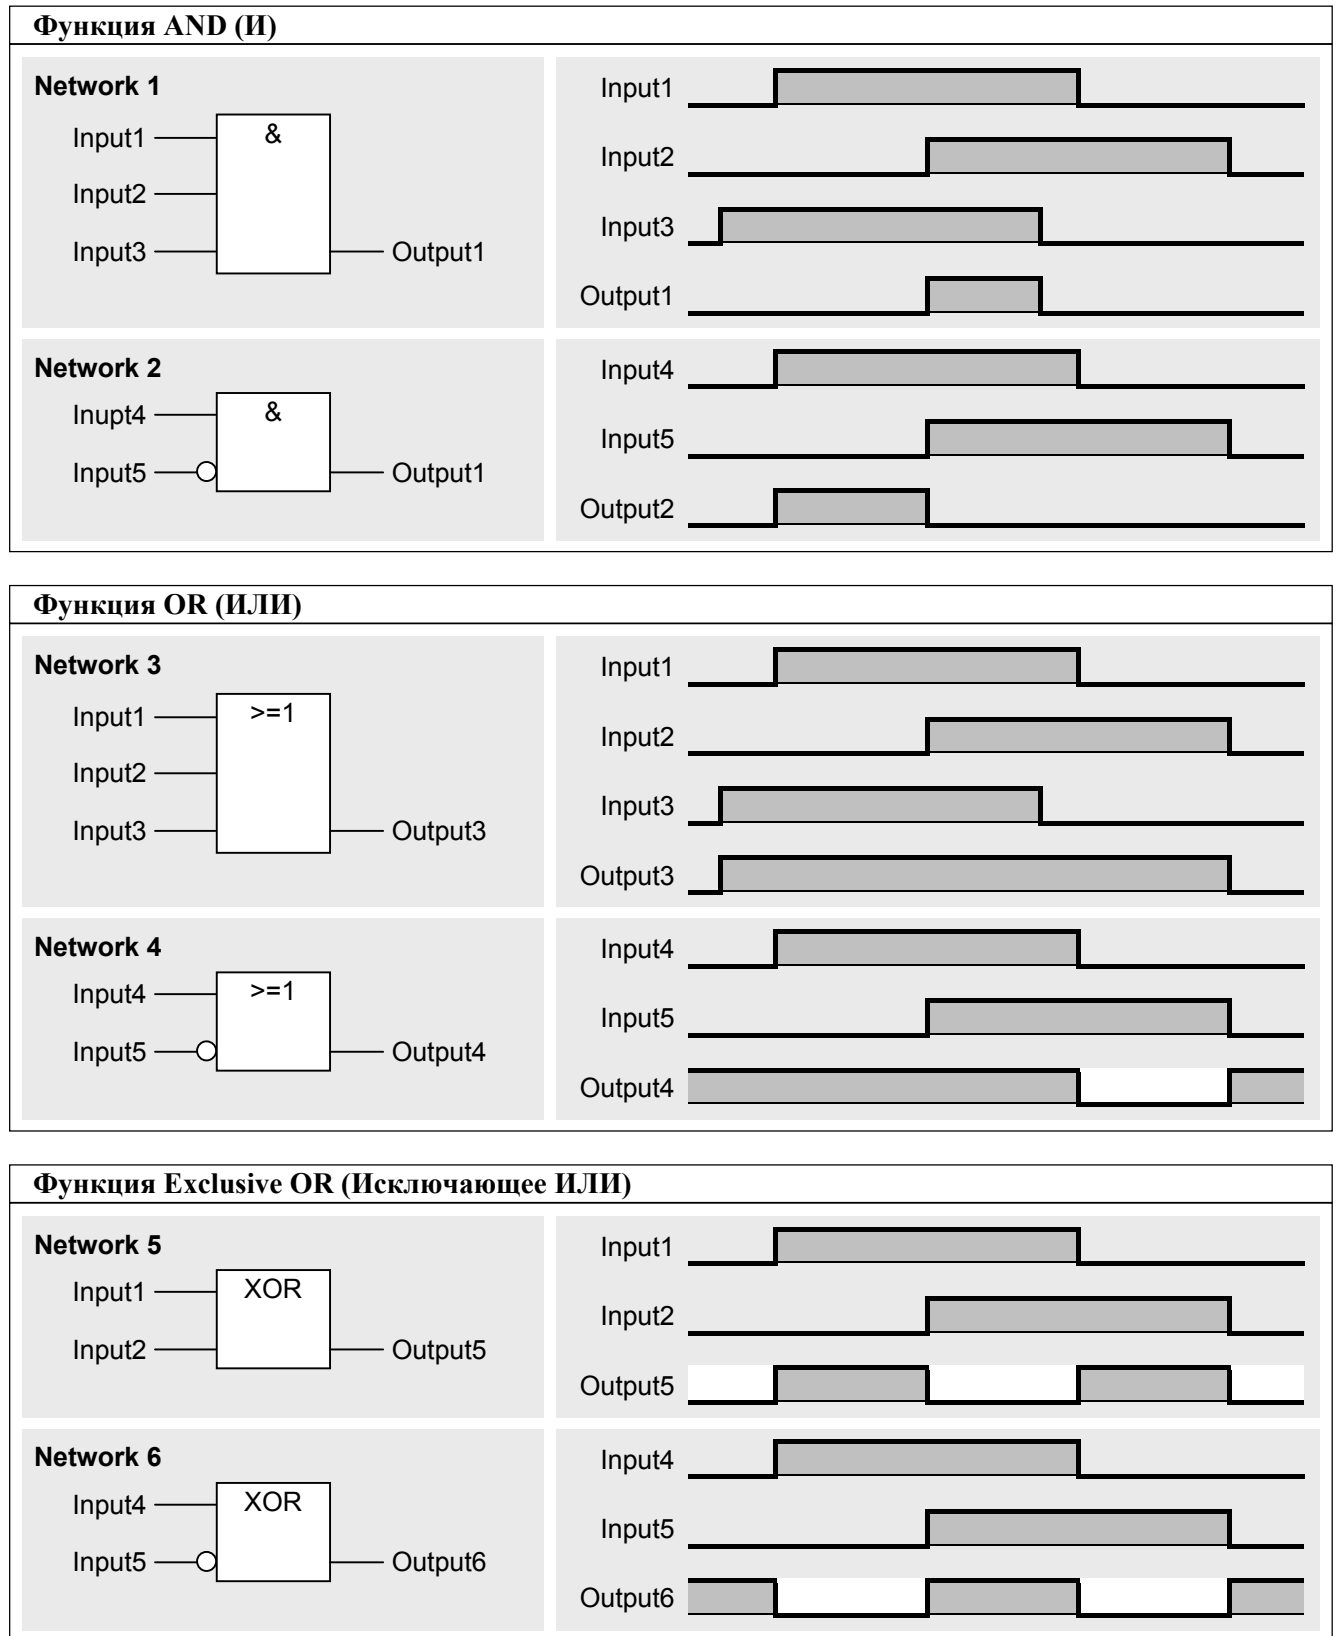 Функция AND (И)
Network 1
Input1
&
Input2
Input3
Output1
Input1
Input2
Input3
Output1
Network 2
Inupt4
&
Input5
Output1
Input4
Input5
Output2
Функция OR (ИЛИ)
Network 3
Input1
>=1
Input2
Input3
Output3
Input1
Input2
Input3
Output3
Network 4
Input4
>=1
Input5
Output4
Input4
Input5
Output4
Функция Exclusive OR (Исключающее ИЛИ)
Network 5
Input1
XOR
Input2
Output5
Input1
Input2
Output5
Network 6
Input4
XOR
Input5
Output6
Input4
Input5
Output6